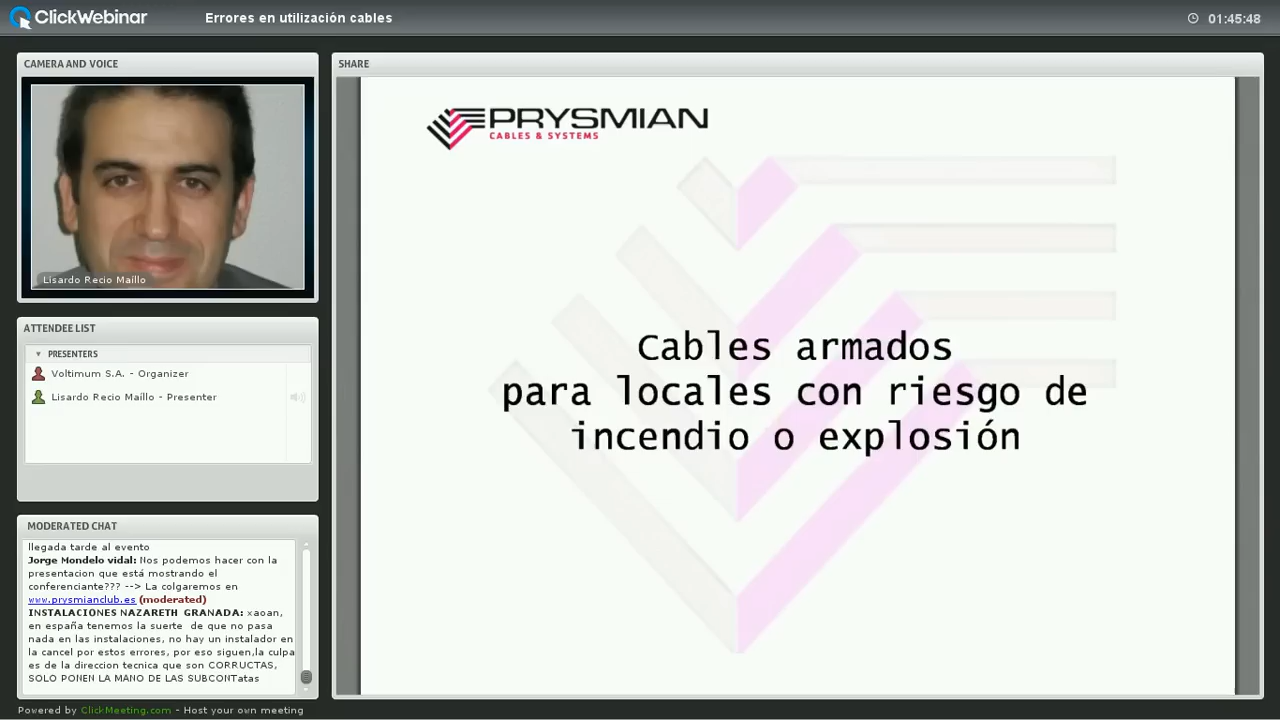 ClickWebinar
Errores en utilización cables
01:45:48
CAMERA AND VOICE
Lisardo Recio Maíllo
ATTENDEE LIST
PRESENTERS
Voltimum S.A. - Organizer
Lisardo Recio Maíllo - Presenter
MODERATED CHAT
llegada tarde al evento
Jorge Mondelo vidal: Nos podemos hacer con la
presentacion que está mostrando el
conferenciante??? --> La colgaremos en
www.prysmianclub.es (moderated)
INSTALACIONES NAZARETH GRANADA: xaoan,
en españa tenemos la suerte de que no pasa
nada en las instalaciones, no hay un instalador en
la cancel por estos errores, por eso siguen,la culpa
es de la direccion tecnica que son CORRUCTAS,
SOLO PONEN LA MANO DE LAS SUBCONTatas
SHARE
PRYSMIAN
CABLES & SYSTEMS
Cables armados
para locales con riesgo de
incendio o explosión
Powered by ClickMeeting.com - Host your own meeting